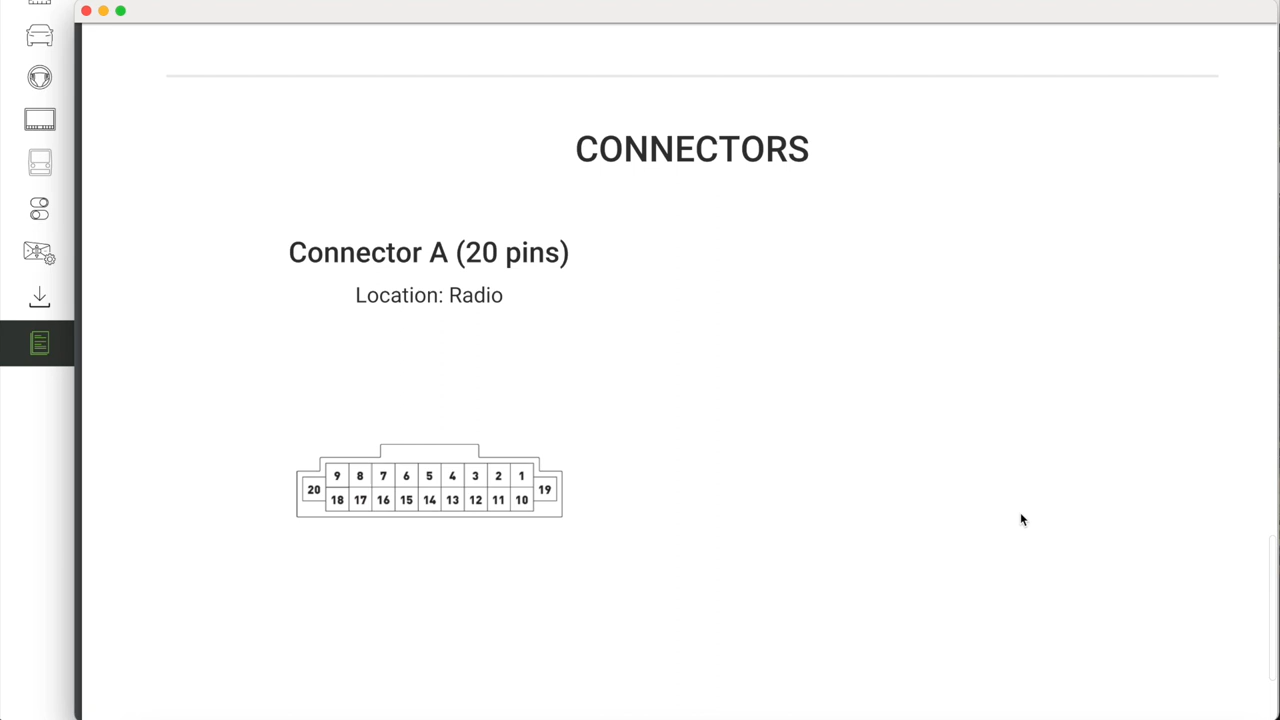 CONNECTORS
Connector A (20 pins)
Location: Radio
9 8 7 6 5 4 3 2 1
20 19
18 17 16 15 14 13 12 11 10